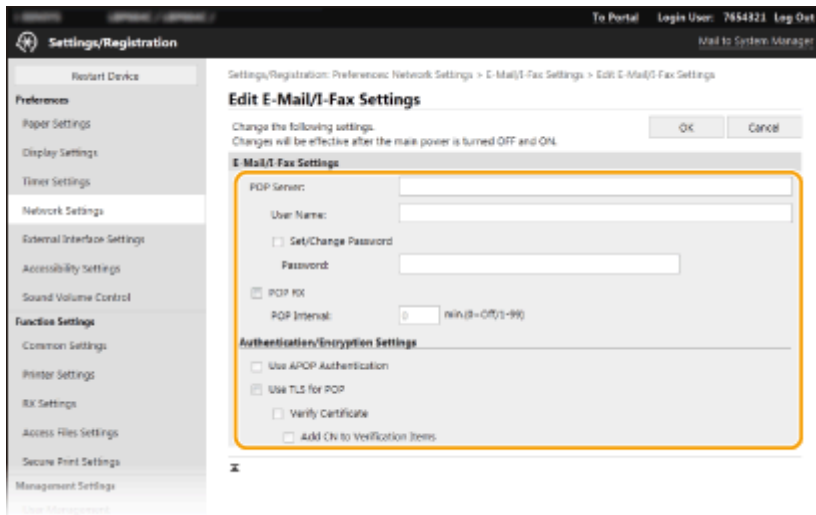 To Portal Login User: 7654321 Log Out
Settings/Registration
Mail to System Manager
Restart Device
Preferences
Paper Settings
Display Settings
Timer Settings
Network Settings
External Interface Settings
Accessibility Settings
Sound Volume Control
Function Settings
Common Settings
Printer Settings
RX Settings
Access Files Settings
Secure Print Settings
Management Settings
User Management
Settings/Registration: Preferences: Network Settings > E-Mail/I-Fax Settings > Edit E-Mail/I-Fax Settings
Edit E-Mail/I-Fax Settings
Change the following settings.
Changes will be effective after the main power is turned OFF and ON.
OK Cancel
E-Mail/I-Fax Settings
POP Server:
User Name:
Set/Change Password
Password:
POP RX
POP Interval: 0 min.(0=Off/1-99)
Authentication/Encryption Settings
Use APOP Authentication
Use TLS for POP
Verify Certificate
Add CN to Verification Items